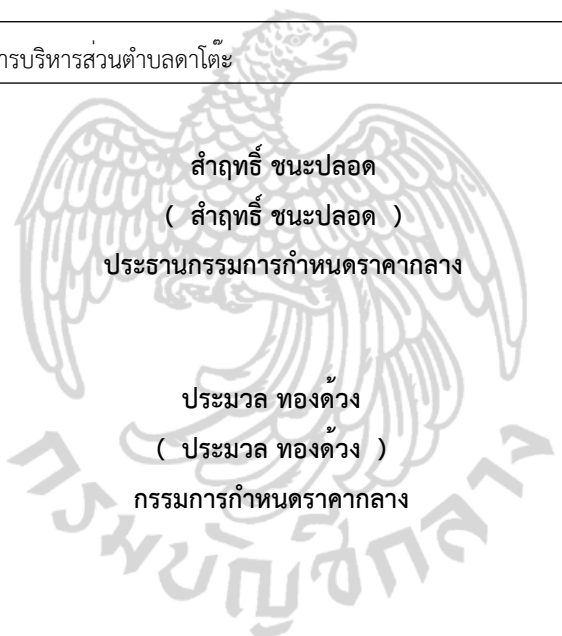 ารบริหารส่วนตำบลดาโต๊ะ
สำฤทธิ์ ชนะปลอด
( สำฤทธิ์ ชนะปลอด )
ประธานกรรมการกำหนดราคากลาง
ประมวล ทองด้วง
( ประมวล ทองด้วง )
กรรมการกำหนดราคากลาง
กรมบัญชีกลาง